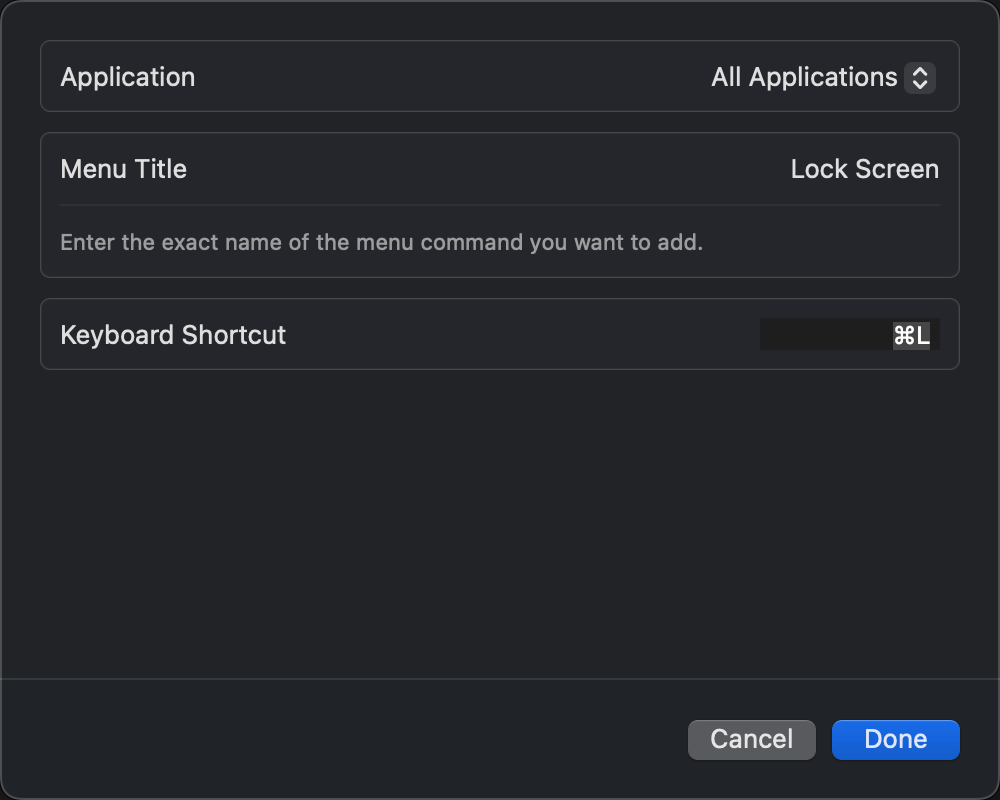 Application All Applications
Menu Title Lock Screen
Enter the exact name of the menu command you want to add.
Keyboard Shortcut ⌘L
Cancel Done